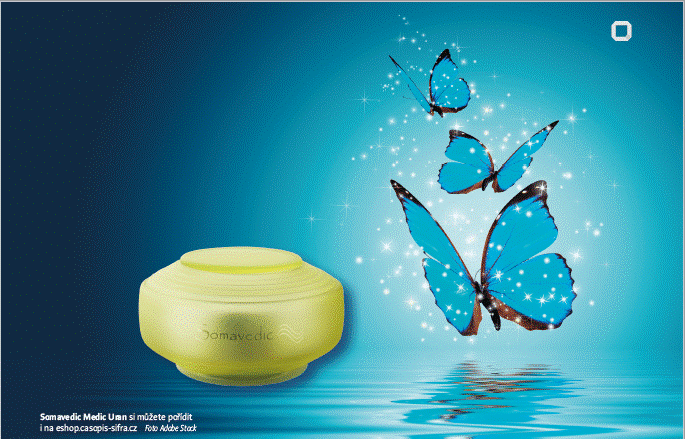 Somavedic
Somavedic Medic Uran si můžete pořídit
i na eshop.casopis-sifra.cz Foto Adobe Stock